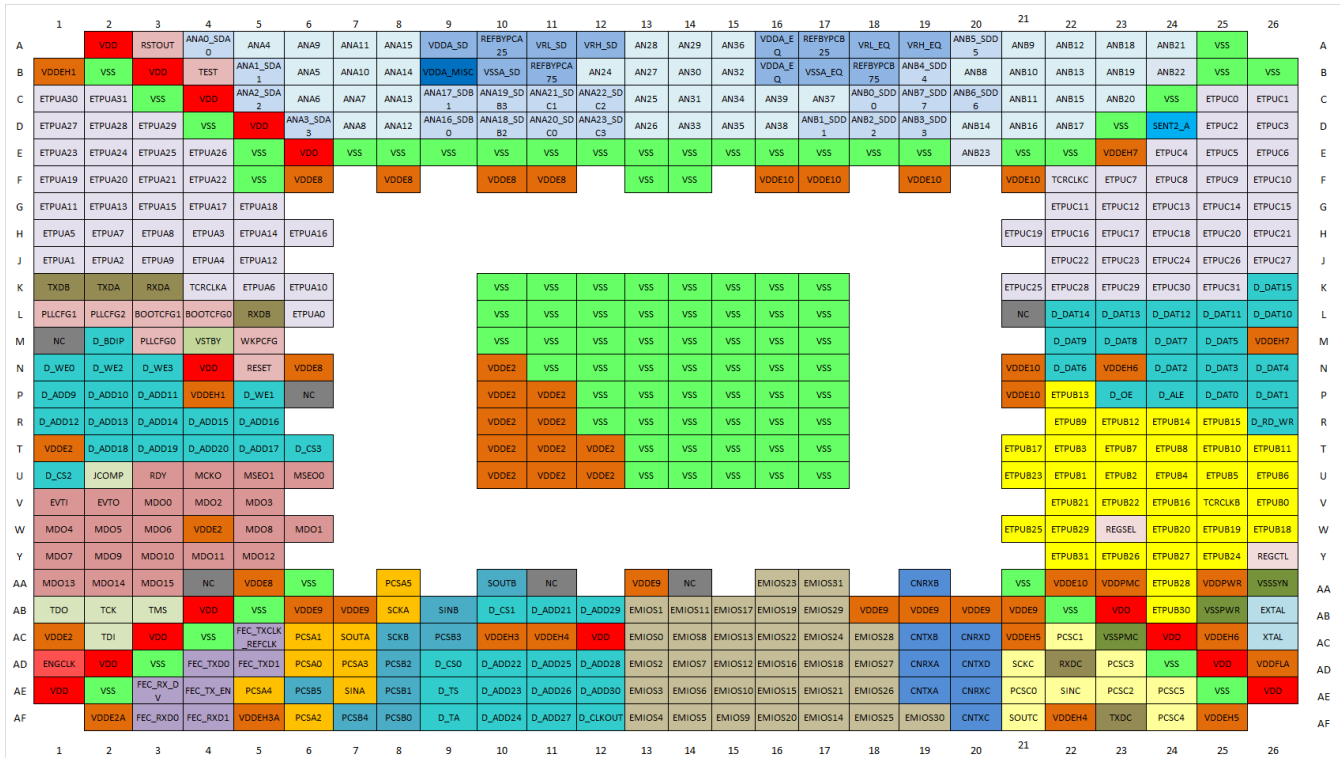 1 2 3 4 5 6 7 8 9 10 11 12 13 14 15 16 17 18 19 20 21 22 23 24 25 26
A VDD RSTOUT ANA0_SDA0 ANA4 ANA9 ANA11 ANA15 VDDA_SD REFBYPCA25 VRL_SD VRH_SD AN28 AN29 AN36 VDDA_EQ REFBYPCB25 VRL_EQ VRH_EQ ANB5_SDD5 ANB9 ANB12 ANB18 ANB21 VSS A
B VDDEH1 VSS VDD TEST ANA1_SDA1 ANA5 ANA10 ANA14 VDDA_MISC VSSA_SD REFBYPCA75 AN24 AN27 AN30 AN32 VDDA_EQ VSSA_EQ REFBYPCB75 ANB4_SDD4 ANB8 ANB10 ANB13 ANB19 ANB22 VSS VSS B
C ETPUA30 ETPUA31 VSS VDD ANA2_SDA2 ANA6 ANA7 ANA13 ANA17_SDB1 ANA19_SDB3 ANA21_SDC1 ANA22_SDC2 AN25 AN31 AN34 AN39 AN37 ANB0_SDD0 ANB7_SDD7 ANB6_SDD6 ANB11 ANB15 ANB20 VSS ETPUC0 ETPUC1 C
D ETPUA27 ETPUA28 ETPUA29 VSS VDD ANA3_SDA3 ANA8 ANA12 ANA16_SDB0 ANA18_SDB2 ANA20_SDC0 ANA23_SDC3 AN26 AN33 AN35 AN38 ANB1_SDD1 ANB2_SDD2 ANB3_SDD3 ANB14 ANB16 ANB17 VSS SENT2_A ETPUC2 ETPUC3 D
E ETPUA23 ETPUA24 ETPUA25 ETPUA26 VSS VDD VSS VSS VSS VSS VSS VSS VSS VSS VSS VSS VSS VSS VSS ANB23 VSS VSS VDDEH7 ETPUC4 ETPUC5 ETPUC6 E
F ETPUA19 ETPUA20 ETPUA21 ETPUA22 VSS VDDE8 VDDE8 VDDE8 VDDE8 VSS VSS VDDE10 VDDE10 VDDE10 VDDE10 TCRCLKC ETPUC7 ETPUC8 ETPUC9 ETPUC10 F
G ETPUA11 ETPUA13 ETPUA15 ETPUA17 ETPUA18 ETPUC11 ETPUC12 ETPUC13 ETPUC14 ETPUC15 G
H ETPUA5 ETPUA7 ETPUA8 ETPUA3 ETPUA14 ETPUA16 ETPUC19 ETPUC16 ETPUC17 ETPUC18 ETPUC20 ETPUC21 H
J ETPUA1 ETPUA2 ETPUA9 ETPUA4 ETPUA12 ETPUC22 ETPUC23 ETPUC24 ETPUC26 ETPUC27 J
K TXDB TXDA RXDA TCRCLKA ETPUA6 ETPUA10 VSS VSS VSS VSS VSS VSS VSS VSS ETPUC25 ETPUC28 ETPUC29 ETPUC30 ETPUC31 D_DAT15 K
L PLLCFG1 PLLCFG2 BOOTCFG1 BOOTCFG0 RXDB ETPUA0 VSS VSS VSS VSS VSS VSS VSS VSS NC D_DAT14 D_DAT13 D_DAT12 D_DAT11 D_DAT10 L
M NC D_BDIP PLLCFG0 VSTBY WKPCFG VSS VSS VSS VSS VSS VSS VSS VSS D_DAT9 D_DAT8 D_DAT7 D_DAT5 VDDEH7 M
N D_WE0 D_WE2 D_WE3 VDD RESET VDDE8 VDDE2 VSS VSS VSS VSS VSS VSS VSS VDDE10 D_DAT6 VDDEH6 D_DAT2 D_DAT3 D_DAT4 N
P D_ADD9 D_ADD10 D_ADD11 VDDEH1 D_WE1 NC VDDE2 VDDE2 VSS VSS VSS VSS VSS VSS VDDE10 ETPUB13 D_OE D_ALE D_DAT0 D_DAT1 P
R D_ADD12 D_ADD13 D_ADD14 D_ADD15 D_ADD16 VDDE2 VDDE2 VSS VSS VSS VSS VSS VSS ETPUB9 ETPUB12 ETPUB14 ETPUB15 D_RD_WR R
T VDDE2 D_ADD18 D_ADD19 D_ADD20 D_ADD17 D_CS3 VDDE2 VDDE2 VDDE2 VSS VSS VSS VSS VSS ETPUB17 ETPUB3 ETPUB7 ETPUB8 ETPUB10 ETPUB11 T
U D_CS2 JCOMP RDY MCKO MSEO1 MSEO0 VDDE2 VDDE2 VDDE2 VSS VSS VSS VSS VSS ETPUB23 ETPUB1 ETPUB2 ETPUB4 ETPUB5 ETPUB6 U
V EVTI EVTO MDO0 MDO2 MDO3 ETPUB21 ETPUB22 ETPUB16 TCRCLKB ETPUB0 V
W MDO4 MDO5 MDO6 VDDE2 MDO8 MDO1 ETPUB25 ETPUB29 REGSEL ETPUB20 ETPUB19 ETPUB18 W
Y MDO7 MDO9 MDO10 MDO11 MDO12 ETPUB31 ETPUB26 ETPUB27 ETPUB24 REGCTL Y
AA MDO13 MDO14 MDO15 NC VDDE8 VSS PCSA5 SOUTB NC VDDE9 NC EMIOS23 EMIOS31 CNRXB VSS VDDE10 VDDPMC ETPUB28 VDDPWR VSSSYN AA
AB TDO TCK TMS VDD VSS VDDE9 VDDE9 SCKA SINB D_CS1 D_ADD21 D_ADD29 EMIOS1 EMIOS11 EMIOS17 EMIOS19 EMIOS29 VDDE9 VDDE9 VDDE9 VDDE9 VSS VDD ETPUB30 VSSPWR EXTAL AB
AC VDDE2 TDI VDD VSS FEC_TXCLK_REFCLK PCSA1 SOUTA SCKB PCSB3 VDDEH3 VDDEH4 VDD EMIOS0 EMIOS8 EMIOS13 EMIOS22 EMIOS24 EMIOS28 CNTXB CNRXD VDDEH5 PCSC1 VSSPMC VDD VDDEH6 XTAL AC
AD ENGCLK VDD VSS FEC_TXD0 FEC_TXD1 PCSA0 PCSA3 PCSB2 D_CS0 D_ADD22 D_ADD25 D_ADD28 EMIOS2 EMIOS7 EMIOS12 EMIOS16 EMIOS18 EMIOS27 CNRXA CNTXD SCKC RXDC PCSC3 VSS VDD VDDFLA AD
AE VDD VSS FEC_RX_DV FEC_TX_EN PCSA4 PCSB5 SINA PCSB1 D_TS D_ADD23 D_ADD26 D_ADD30 EMIOS3 EMIOS6 EMIOS10 EMIOS15 EMIOS21 EMIOS26 CNTXA CNRXC PCSC0 SINC PCSC2 PCSC5 VSS VDD AE
AF VDDE2A FEC_RXD0 FEC_RXD1 VDDEH3A PCSA2 PCSB4 PCSB0 D_TA D_ADD24 D_ADD27 D_CLKOUT EMIOS4 EMIOS5 EMIOS9 EMIOS20 EMIOS14 EMIOS25 EMIOS30 CNTXC SOUTC VDDEH4 TXDC PCSC4 VDDEH5 AF
1 2 3 4 5 6 7 8 9 10 11 12 13 14 15 16 17 18 19 20 21 22 23 24 25 26